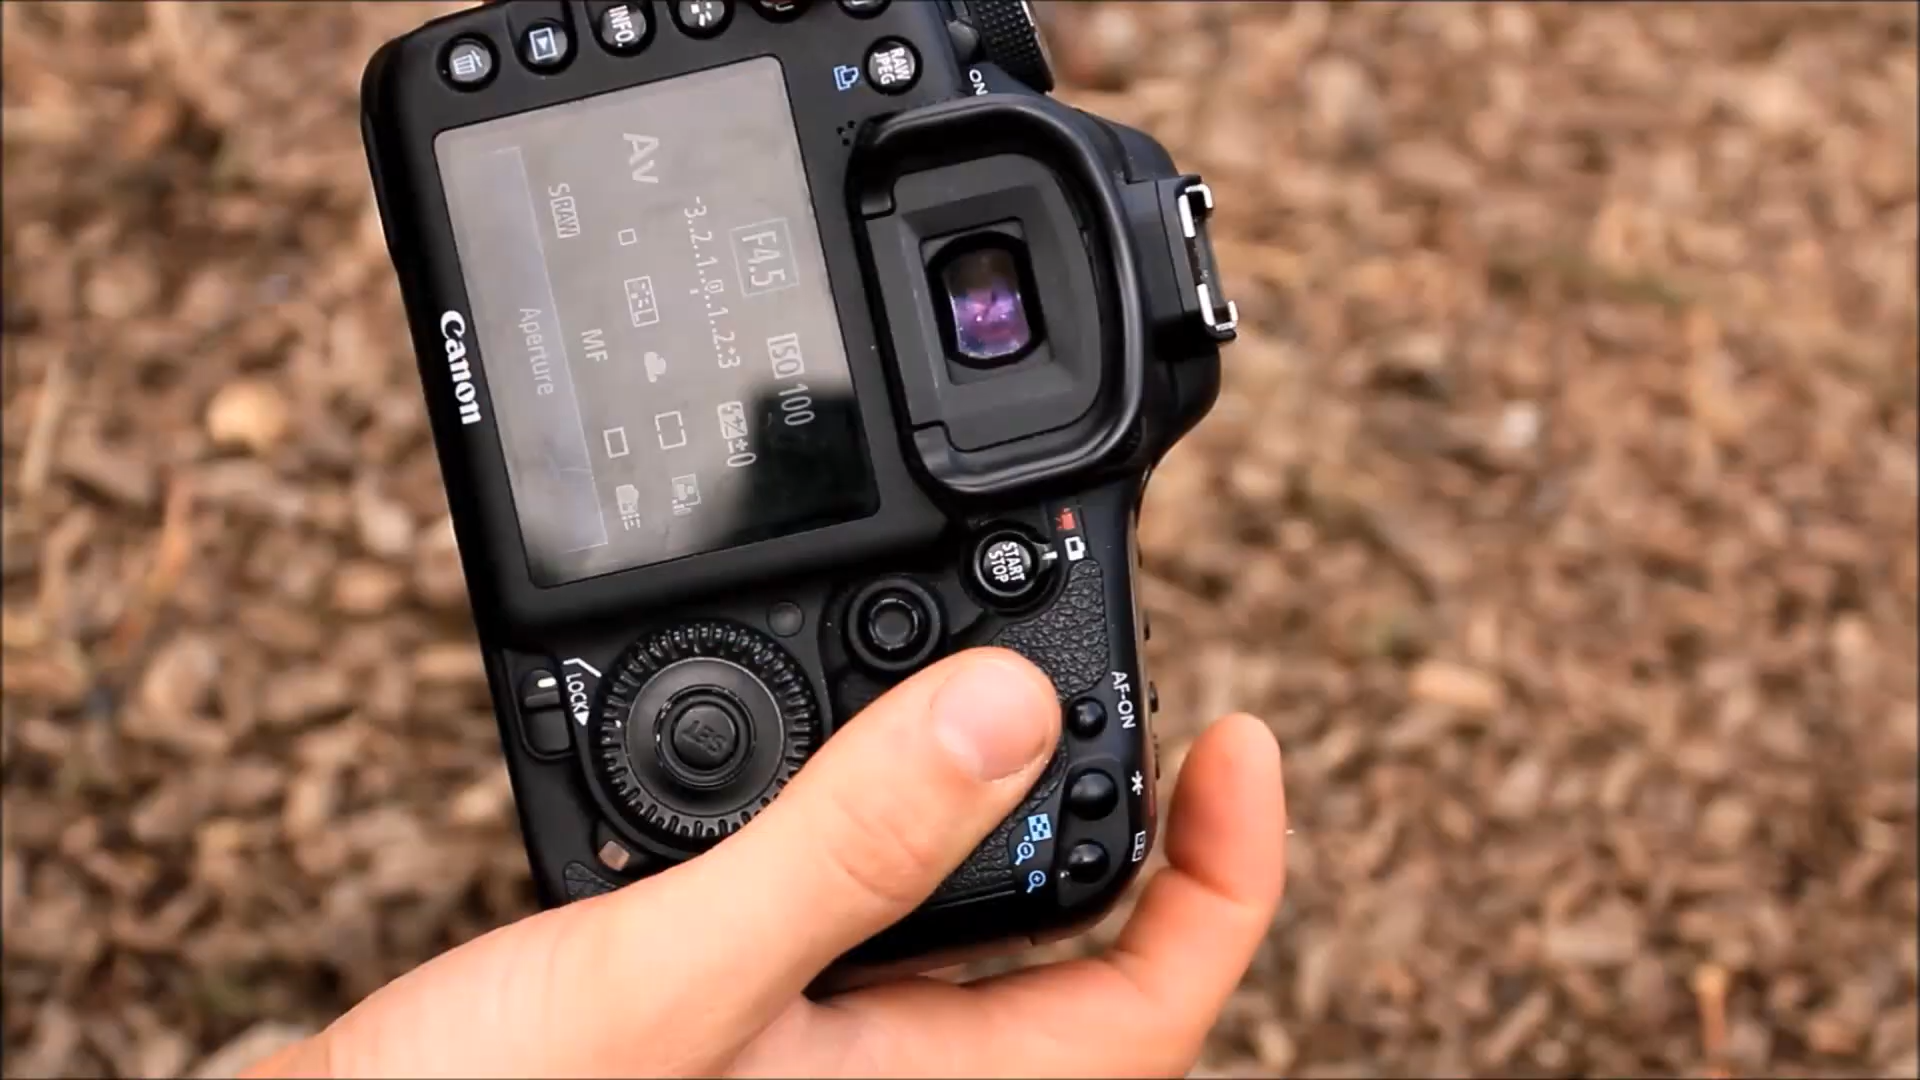 INFO.
RAW
JPEG
ON
Av
F4.5
ISO 100
-3..2..1..0..1..2.:3
±0
SRAW
MF
Aperture
Canon
START
STOP
LOCK
SET
AF-ON